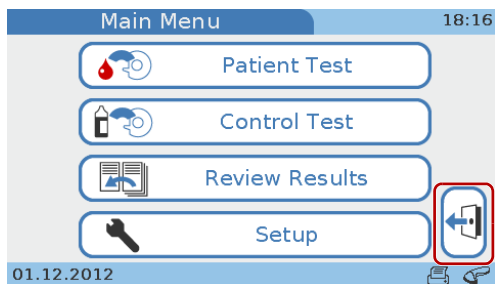 Main Menu 18:16
Patient Test
Control Test
Review Results
Setup
01.12.2012